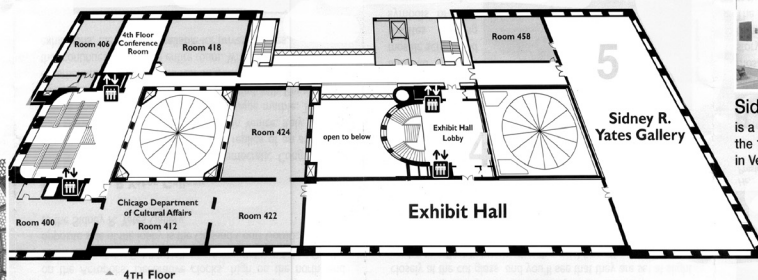 Room 406
4th Floor
Conference
Room
Room 418
Room 458
5
Sidney R.
Yates Gallery
Room 424
open to below
Exhibit Hall
Lobby
4
Chicago Department
of Cultural Affairs
Room 412
Room 400
Room 422
Exhibit Hall
4TH FLOOR
Sid
is a
the
in Ve